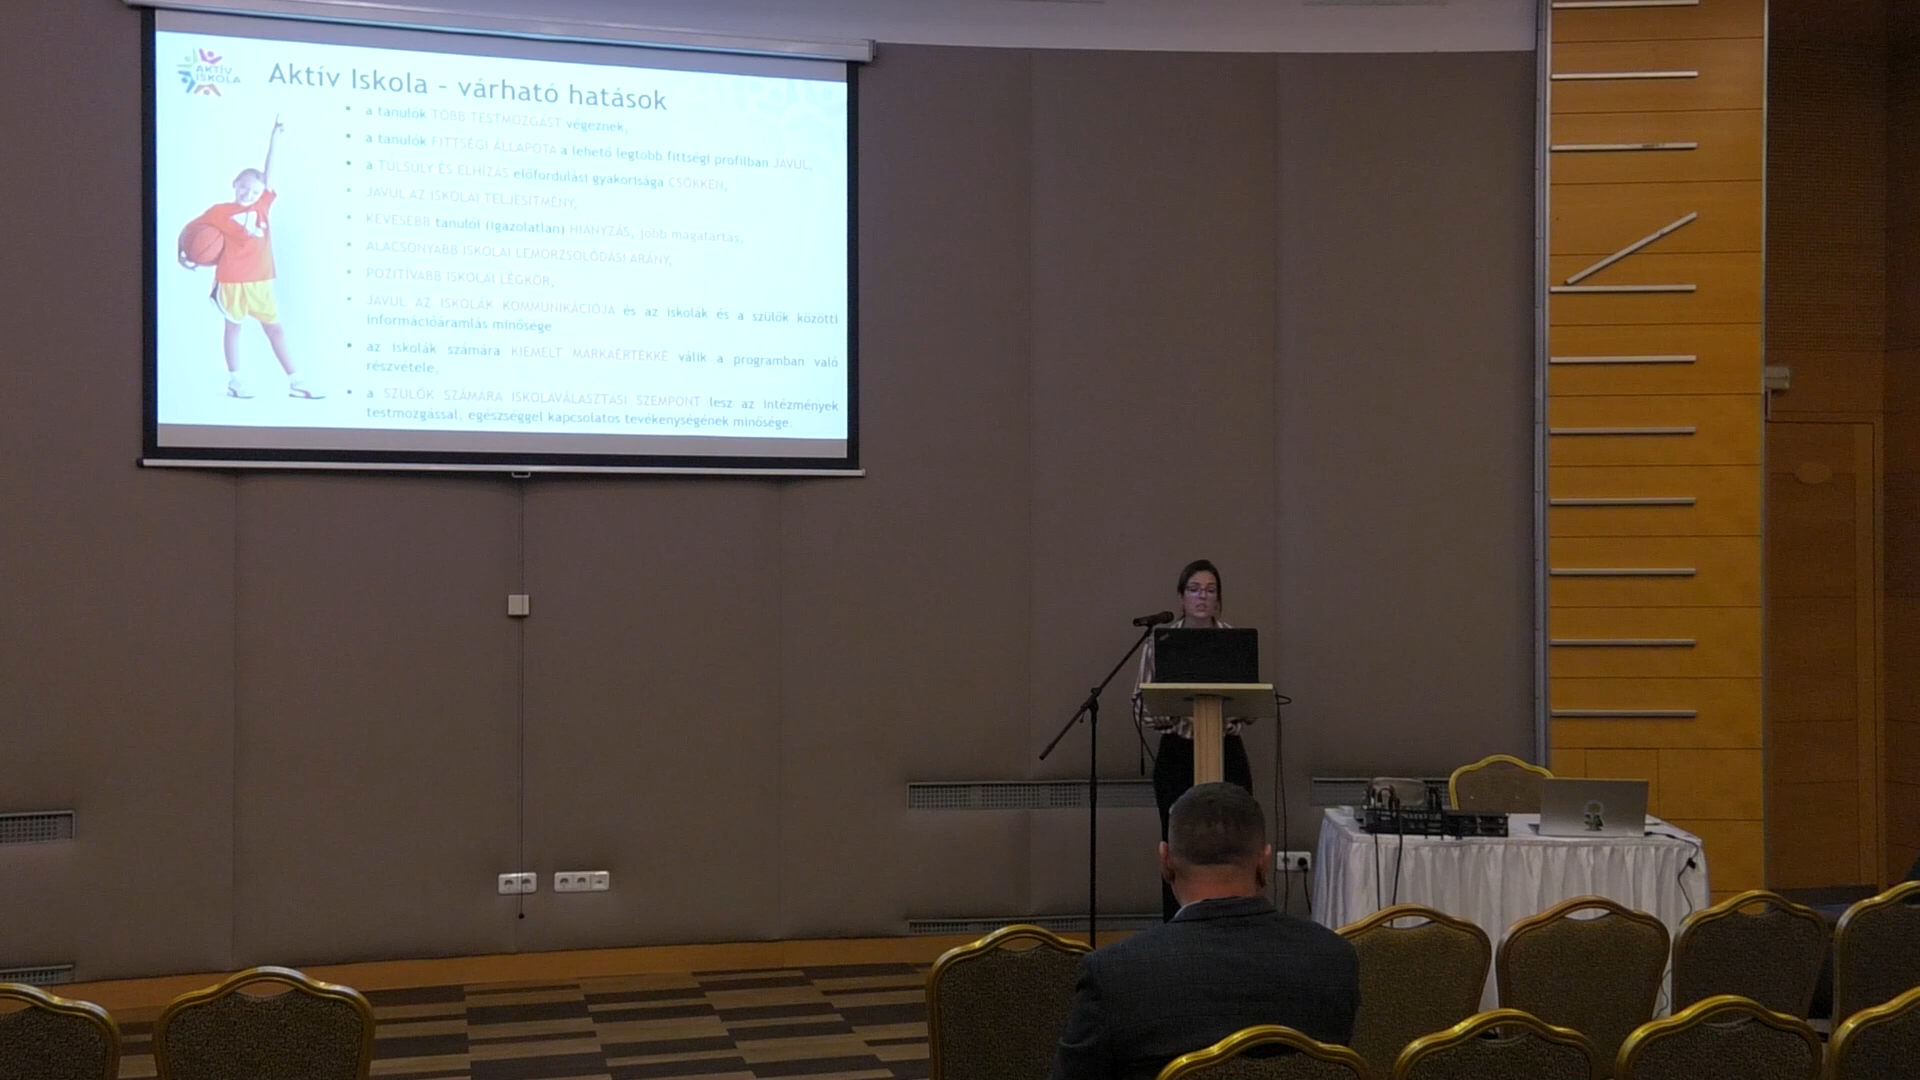 AKTÍV
ISKOLA
Aktív Iskola - várható hatások
• a tanulók TÖBB TESTMOZGÁST végeznek,
• a tanulók FITTSÉGI ÁLLAPOTA a lehető legtöbb fittségi profilban JAVUL,
• a TÚLSÚLY ÉS ELHÍZÁS előfordulási gyakorisága CSÖKKEN,
• JAVUL AZ ISKOLAI TELJESÍTMÉNY,
• KEVESEBB tanulói (igazolatlan) HIÁNYZÁS, jobb magatartás,
• ALACSONYABB ISKOLAI LEMORZSOLÓDÁSI ARÁNY,
• POZITÍVABB ISKOLAI LÉGKÖR,
• JAVUL AZ ISKOLÁK KOMMUNIKÁCIÓJA és az iskolák és a szülők közötti
információáramlás minősége
• az iskolák számára KIEMELT MÁRKAÉRTÉKKÉ válik a programban való
részvétele,
• a SZÜLŐK SZÁMÁRA ISKOLAVÁLASZTÁSI SZEMPONT lesz az intézmények
testmozgással, egészséggel kapcsolatos tevékenységének minősége.